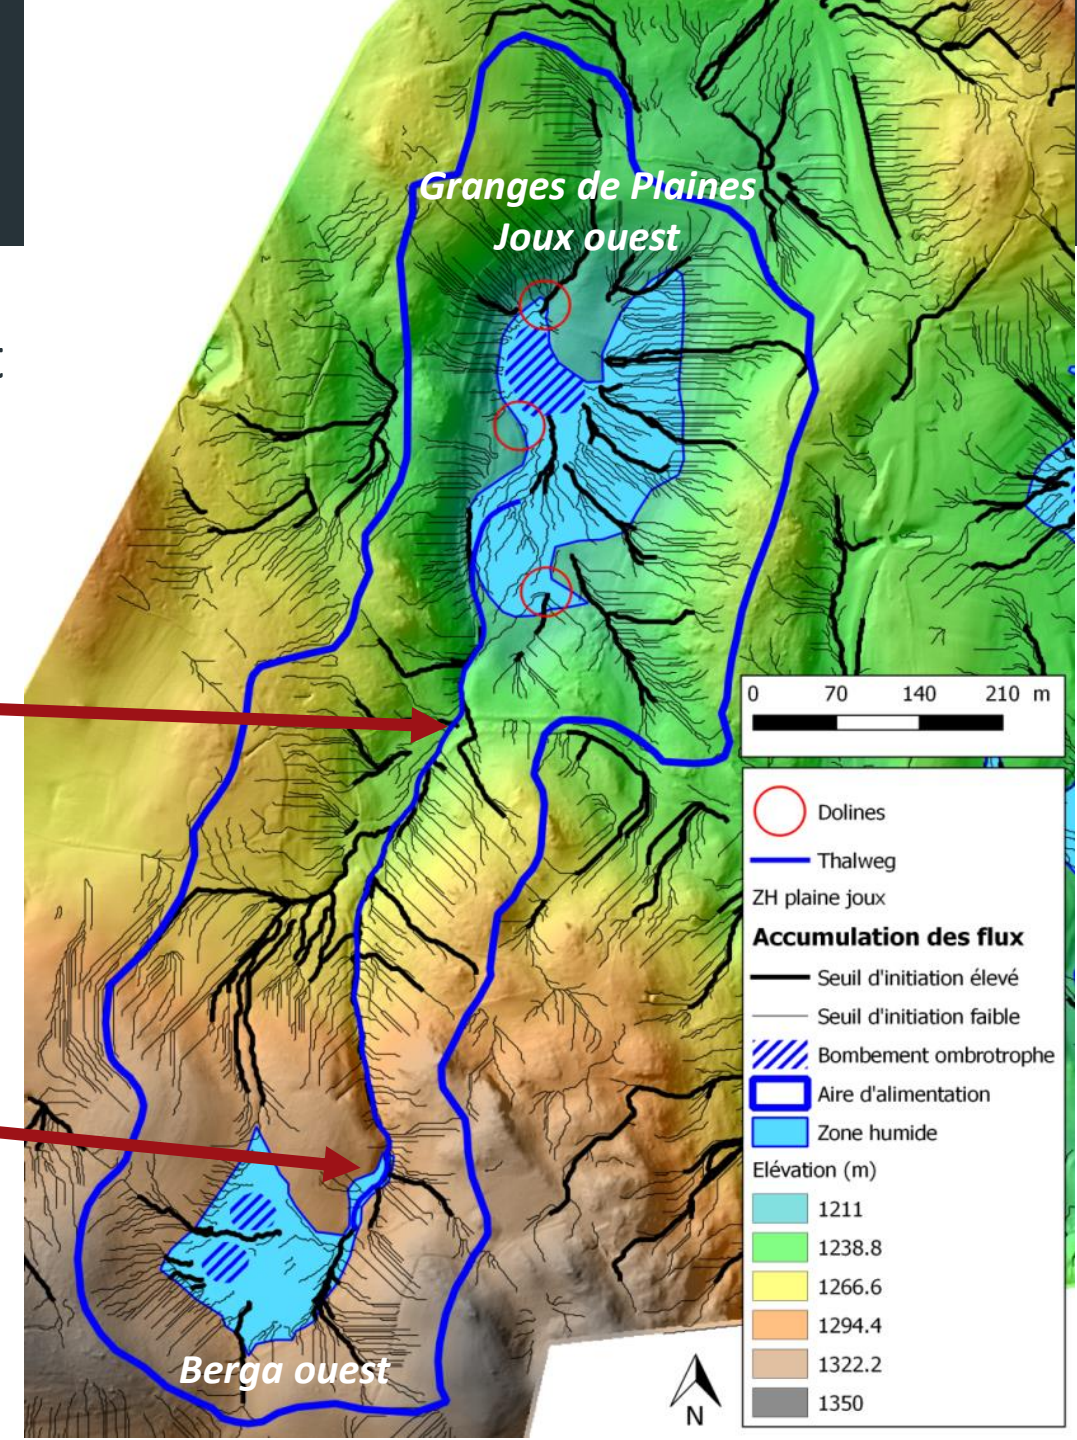 Granges de Plaines
Joux ouest
t
0 70 140 210 m
Dolines
Thalweg
ZH plaine joux
Accumulation des flux
Seuil d'initiation élevé
Seuil d'initiation faible
Bombement ombrotrophe
Aire d'alimentation
Zone humide
Elévation (m)
1211
1238.8
1266.6
1294.4
1322.2
1350
Berga ouest
N